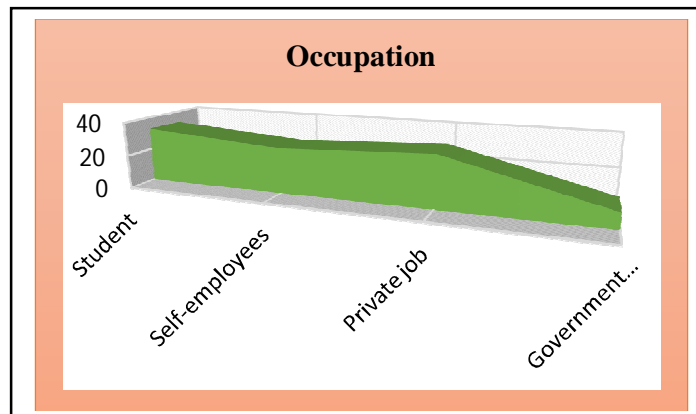 Occupation
40
20
0
Student
Self-employees
Private job
Government...